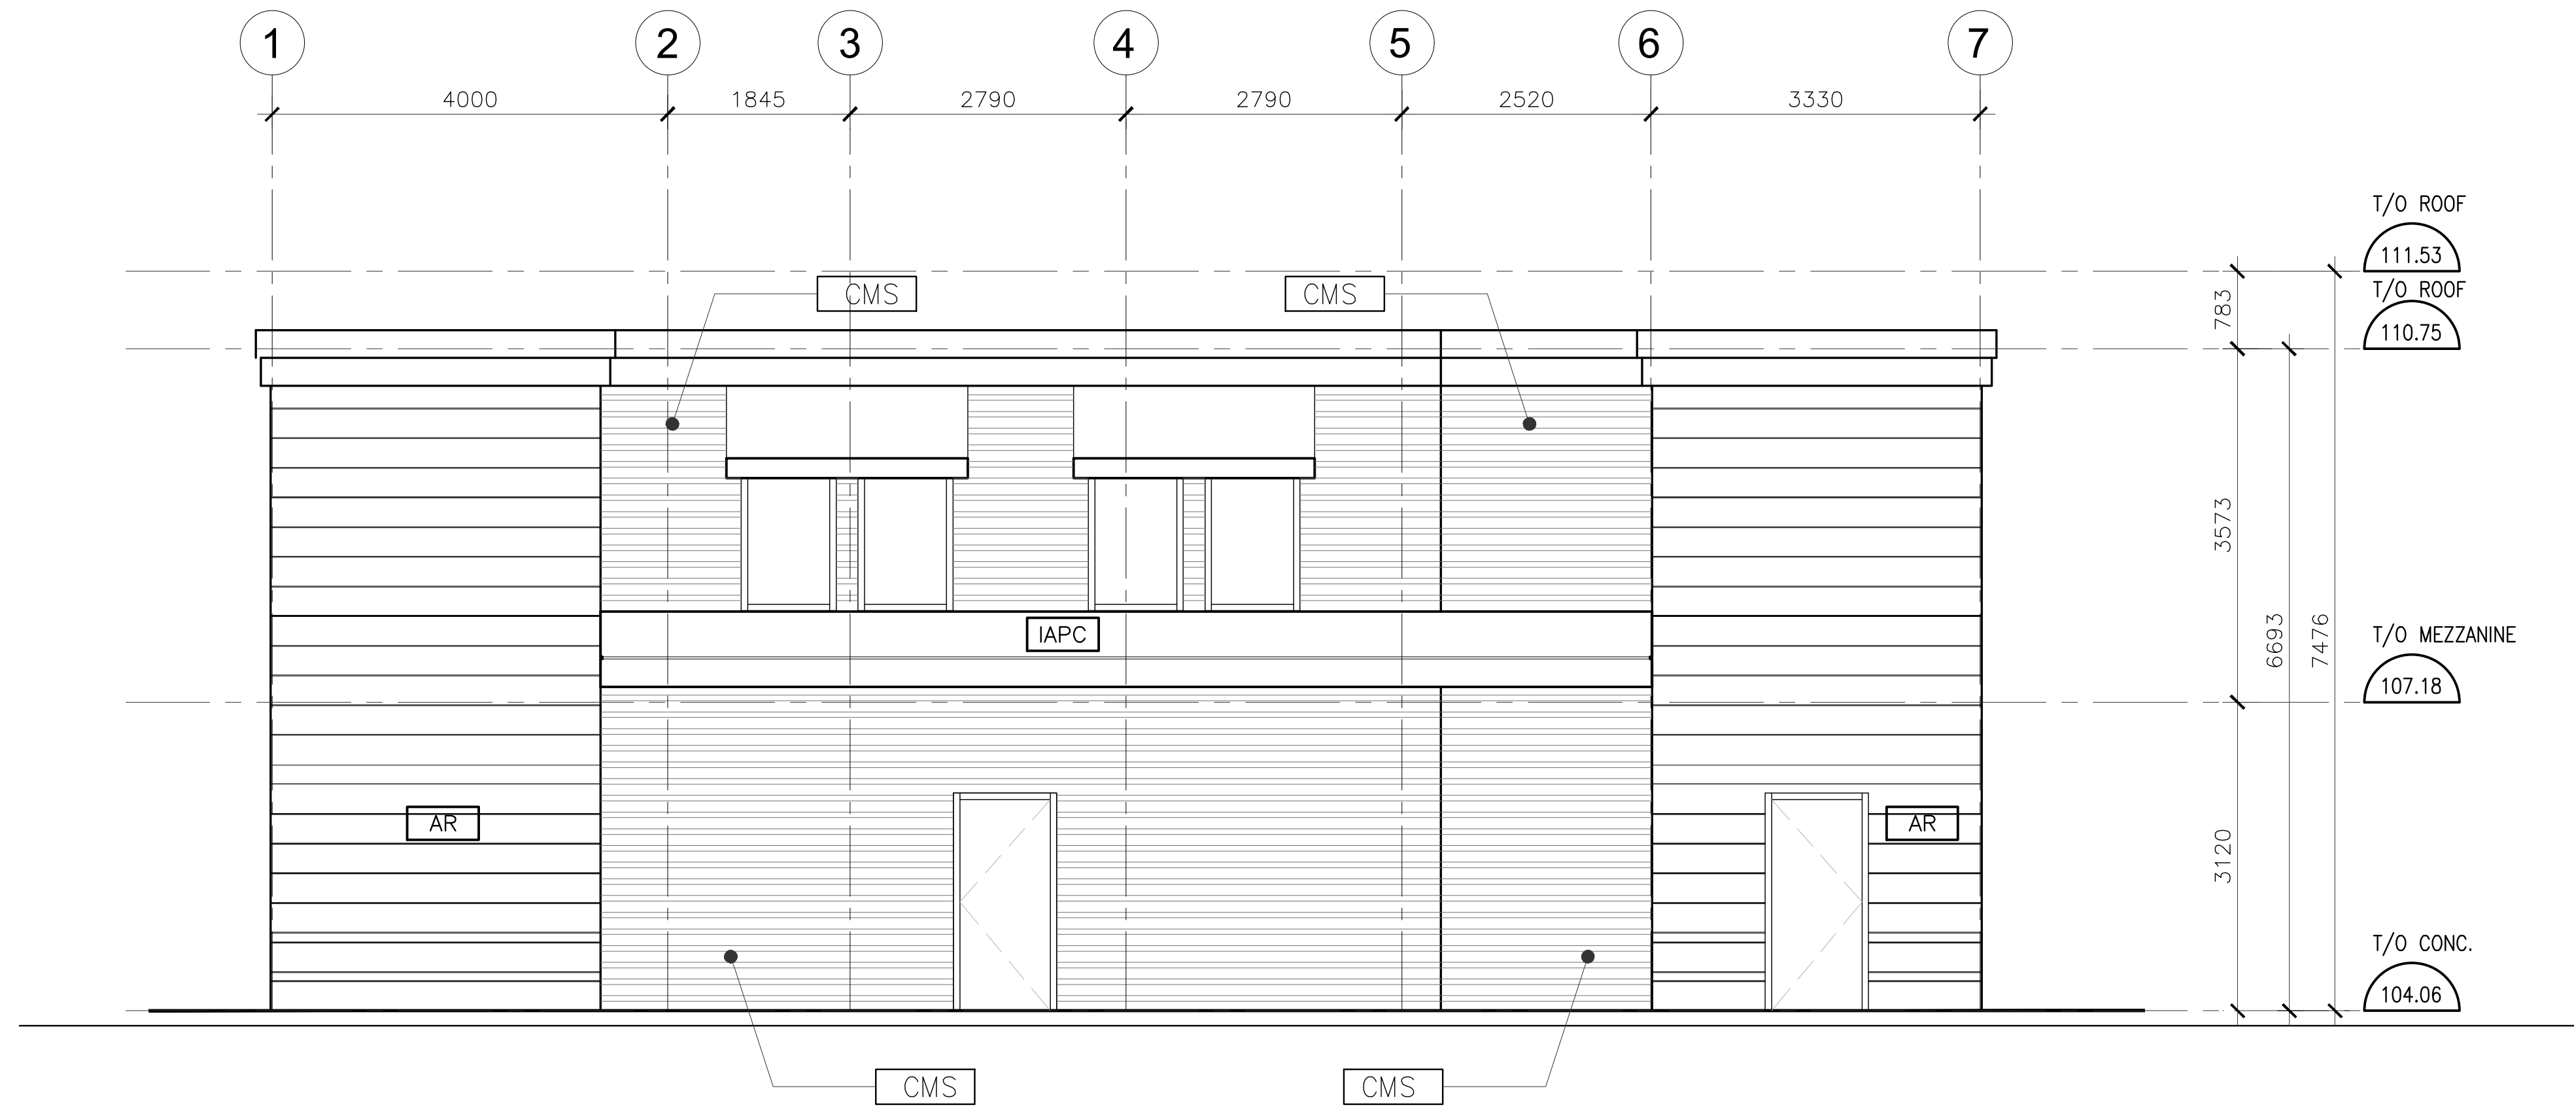 1 2 3 4 5 6 7
4000 1845 2790 2790 2520 3330
T/O ROOF
111.53
CMS CMS
T/O ROOF
783
110.75
3573
IAPC
6693
7476
T/O MEZZANINE
107.18
AR AR
3120
T/O CONC.
104.06
CMS CMS